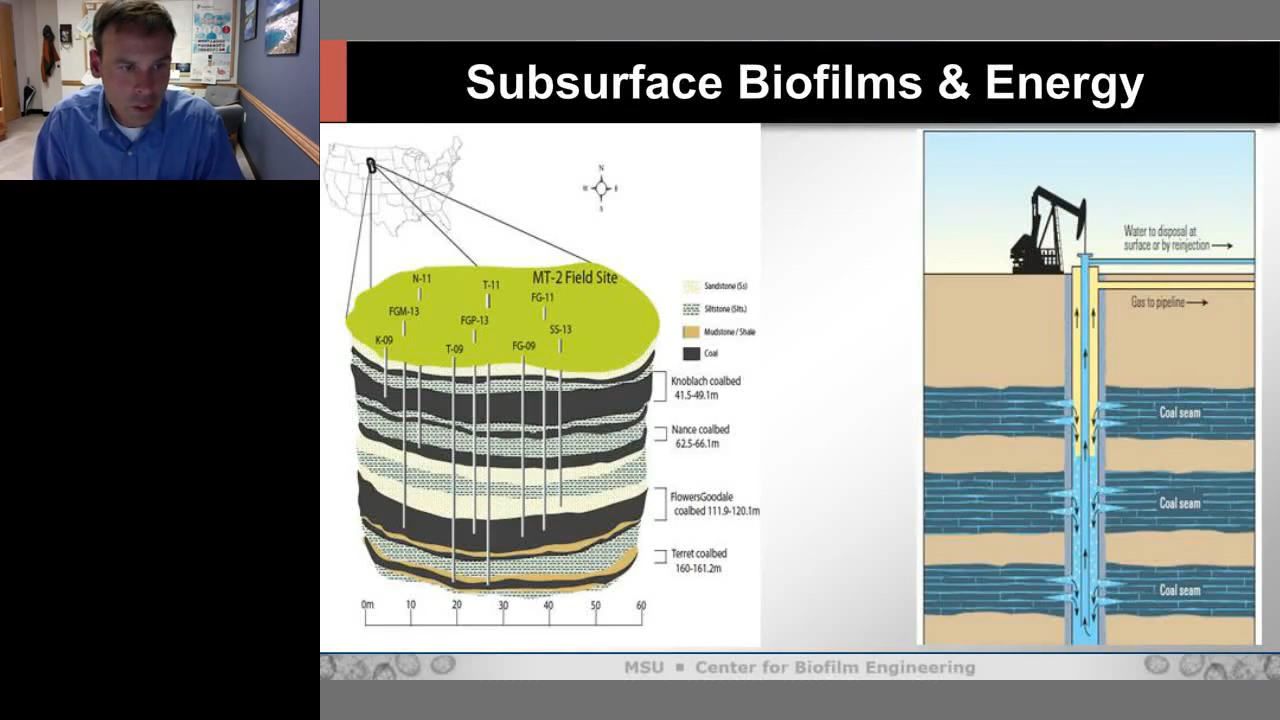 Subsurface Biofilms & Energy
N
W
E
S
MT-2 Field Site
N-11
T-11
FG-11
FGM-13
FGP-13
SS-13
K-09
T-09
FG-09
Sandstone (Ss)
Siltstone (Slts.)
Mudstone / Shale
Coal
Knoblach coalbed
41.5-49.1m
Nance coalbed
62.5-66.1m
FlowersGoodale
coalbed 111.9-120.1m
Terret coalbed
160-161.2m
0m 10 20 30 40 50 60
Water to disposal at
surface or by reinjection
Gas to pipeline
Coal seam
Coal seam
Coal seam
MSU ■ Center for Biofilm Engineering